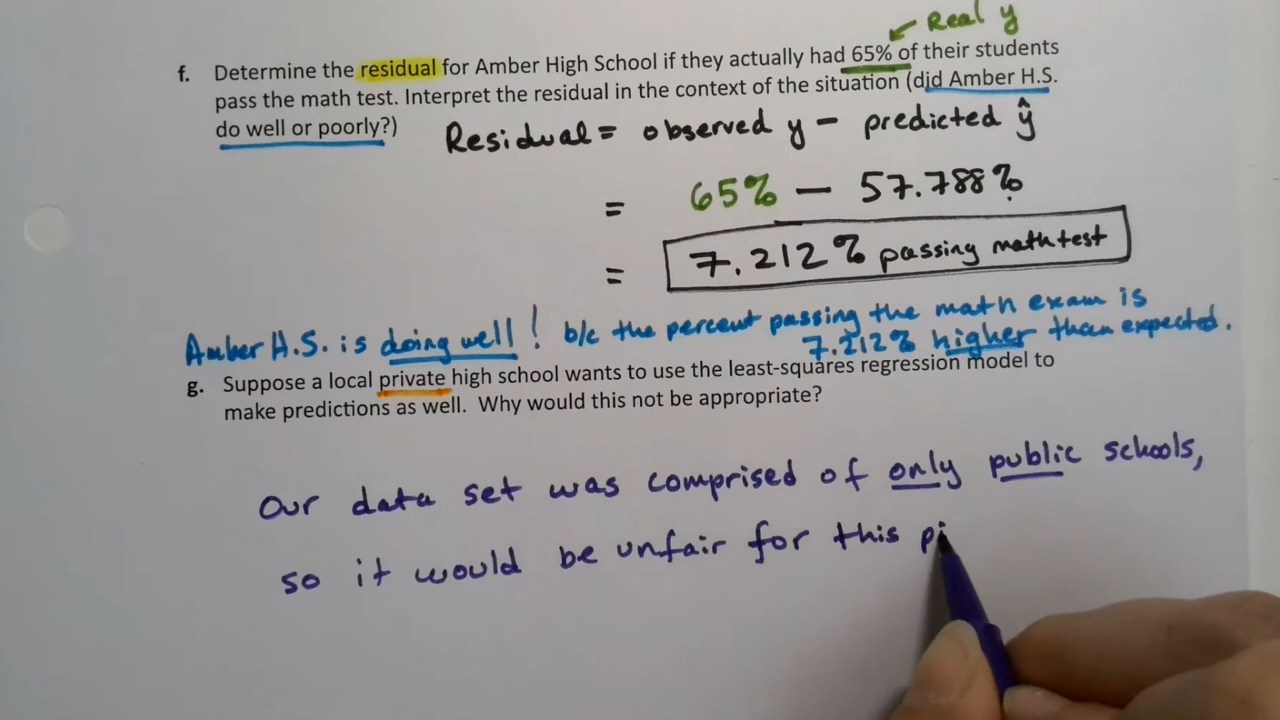 Real y
f. Determine the residual for Amber High School if they actually had 65% of their students
pass the math test. Interpret the residual in the context of the situation (did Amber H.S.
do well or poorly?)
Residual = observed y - predicted ŷ
= 65% - 57.788%
= 7.212% passing math test
Amber H.S. is doing well! b/c the percent passing the math exam is
7.212% higher than expected.
g. Suppose a local private high school wants to use the least-squares regression model to
make predictions as well. Why would this not be appropriate?
Our data set was comprised of only public schools,
so it would be unfair for this